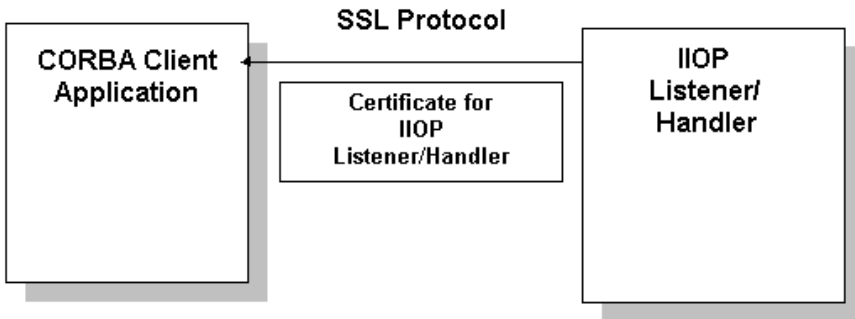 SSL Protocol
CORBA Client
Application
Certificate for
IIOP
Listener/Handler
IIOP
Listener/
Handler